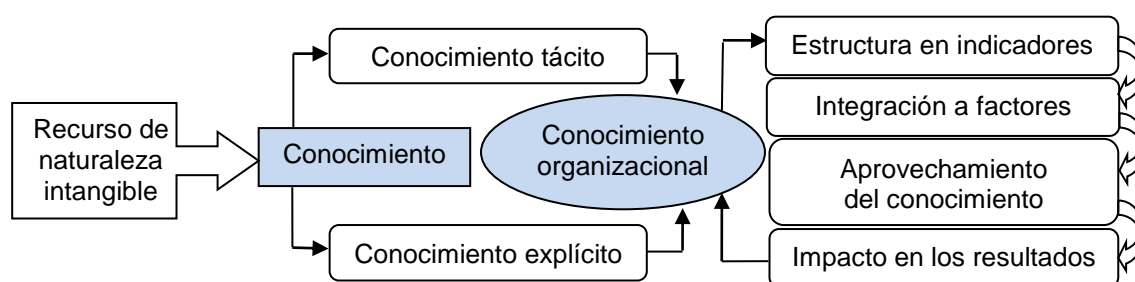 Recurso de
naturaleza
intangible
Conocimiento
Conocimiento tácito
Conocimiento explícito
Conocimiento
organizacional
Estructura en indicadores
Integración a factores
Aprovechamiento
del conocimiento
Impacto en los resultados